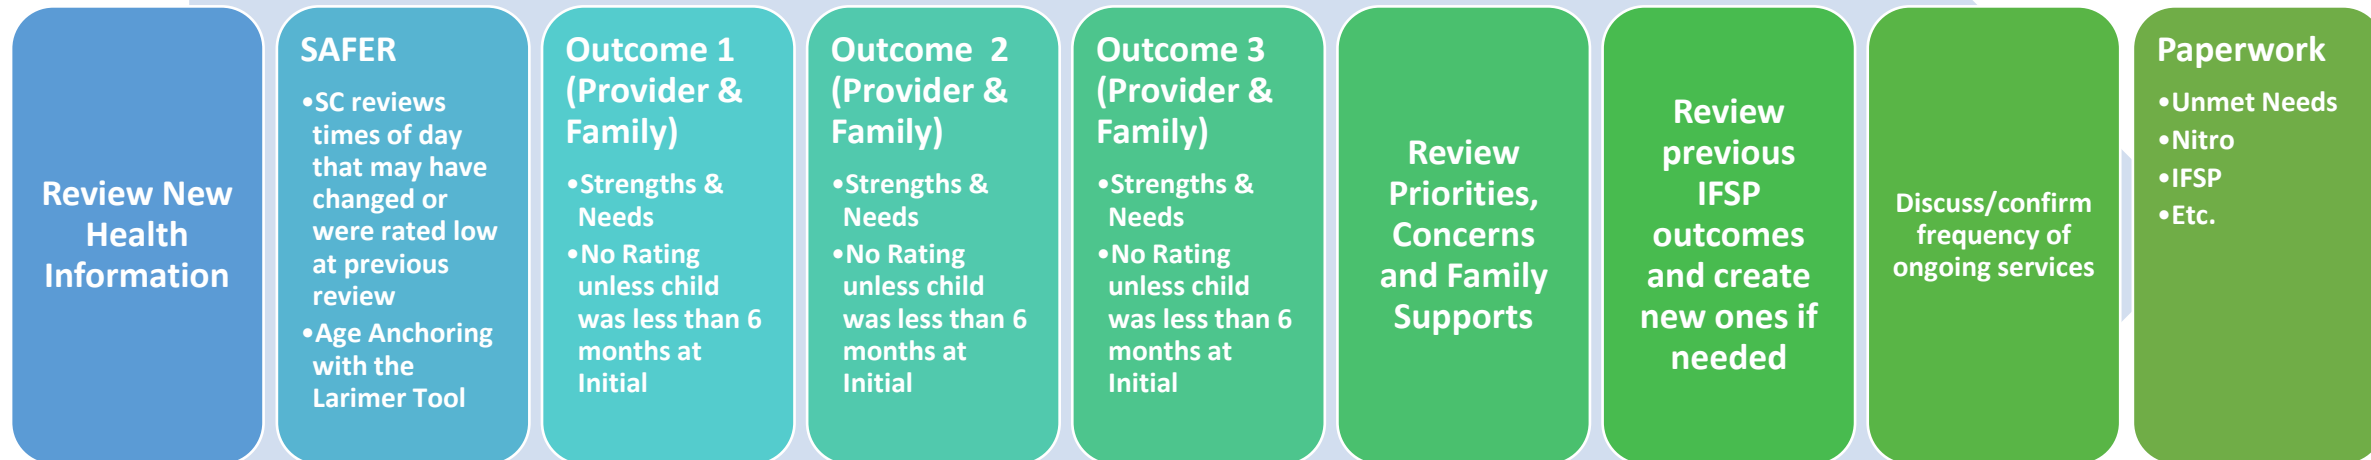 Review New
Health
Information
SAFER
•SC reviews
times of day
that may have
changed or
were rated low
at previous
review
•Age Anchoring
with the
Larimer Tool
Outcome 1
(Provider &
Family)
•Strengths &
Needs
•No Rating
unless child
was less than 6
months at
Initial
Outcome  2
(Provider &
Family)
•Strengths &
Needs
•No Rating
unless child
was less than 6
months at
Initial
Outcome 3
(Provider &
Family)
•Strengths &
Needs
•No Rating
unless child
was less than 6
months at
Initial
Review
Priorities,
Concerns
and Family
Supports
Review
previous
IFSP
outcomes
and create
new ones if
needed
Discuss/confirm
frequency of
ongoing services
Paperwork
•Unmet Needs
•Nitro
•IFSP
•Etc.